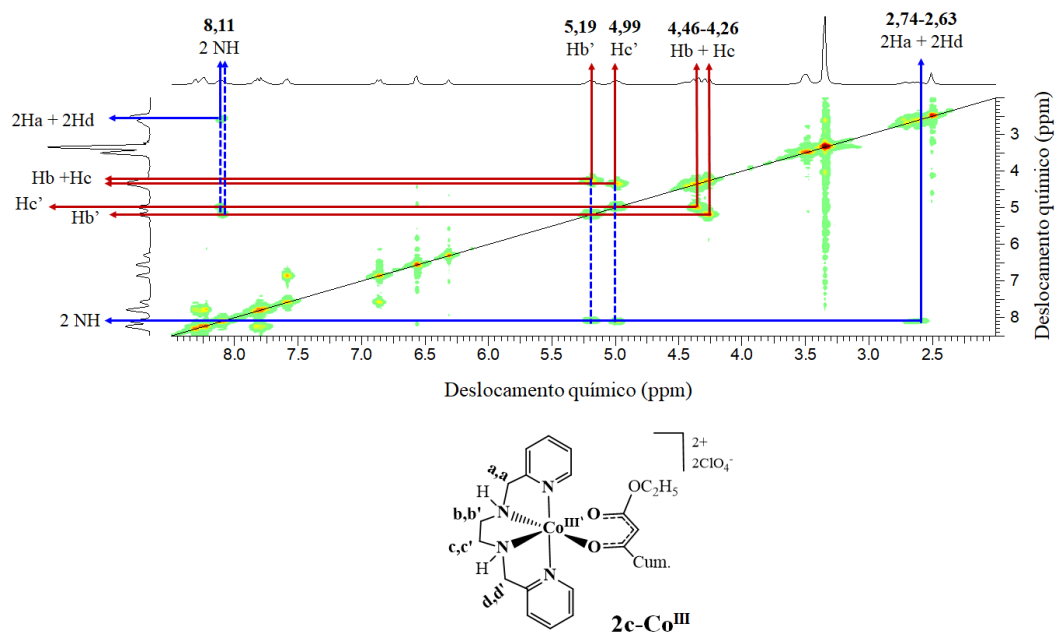 8,11
2 NH
5,19
Hb’
4,99
Hc’
4,46-4,26
Hb + Hc
2,74-2,63
2Ha + 2Hd
2Ha + 2Hd
Hb +Hc
Hc’
Hb’
2 NH
3
4
5
6
7
8
Deslocamento químico (ppm)
8.0 7.5 7.0 6.5 6.0 5.5 5.0 4.5 4.0 3.5 3.0 2.5
Deslocamento químico (ppm)
2+
2ClO₄⁻
a,a
OC₂H₅
H
N
N
O
b,b'
Coᴵᴵᴵ
c,c'
N
O
H
N
Cum.
d,d'
2c-Coᴵᴵᴵ